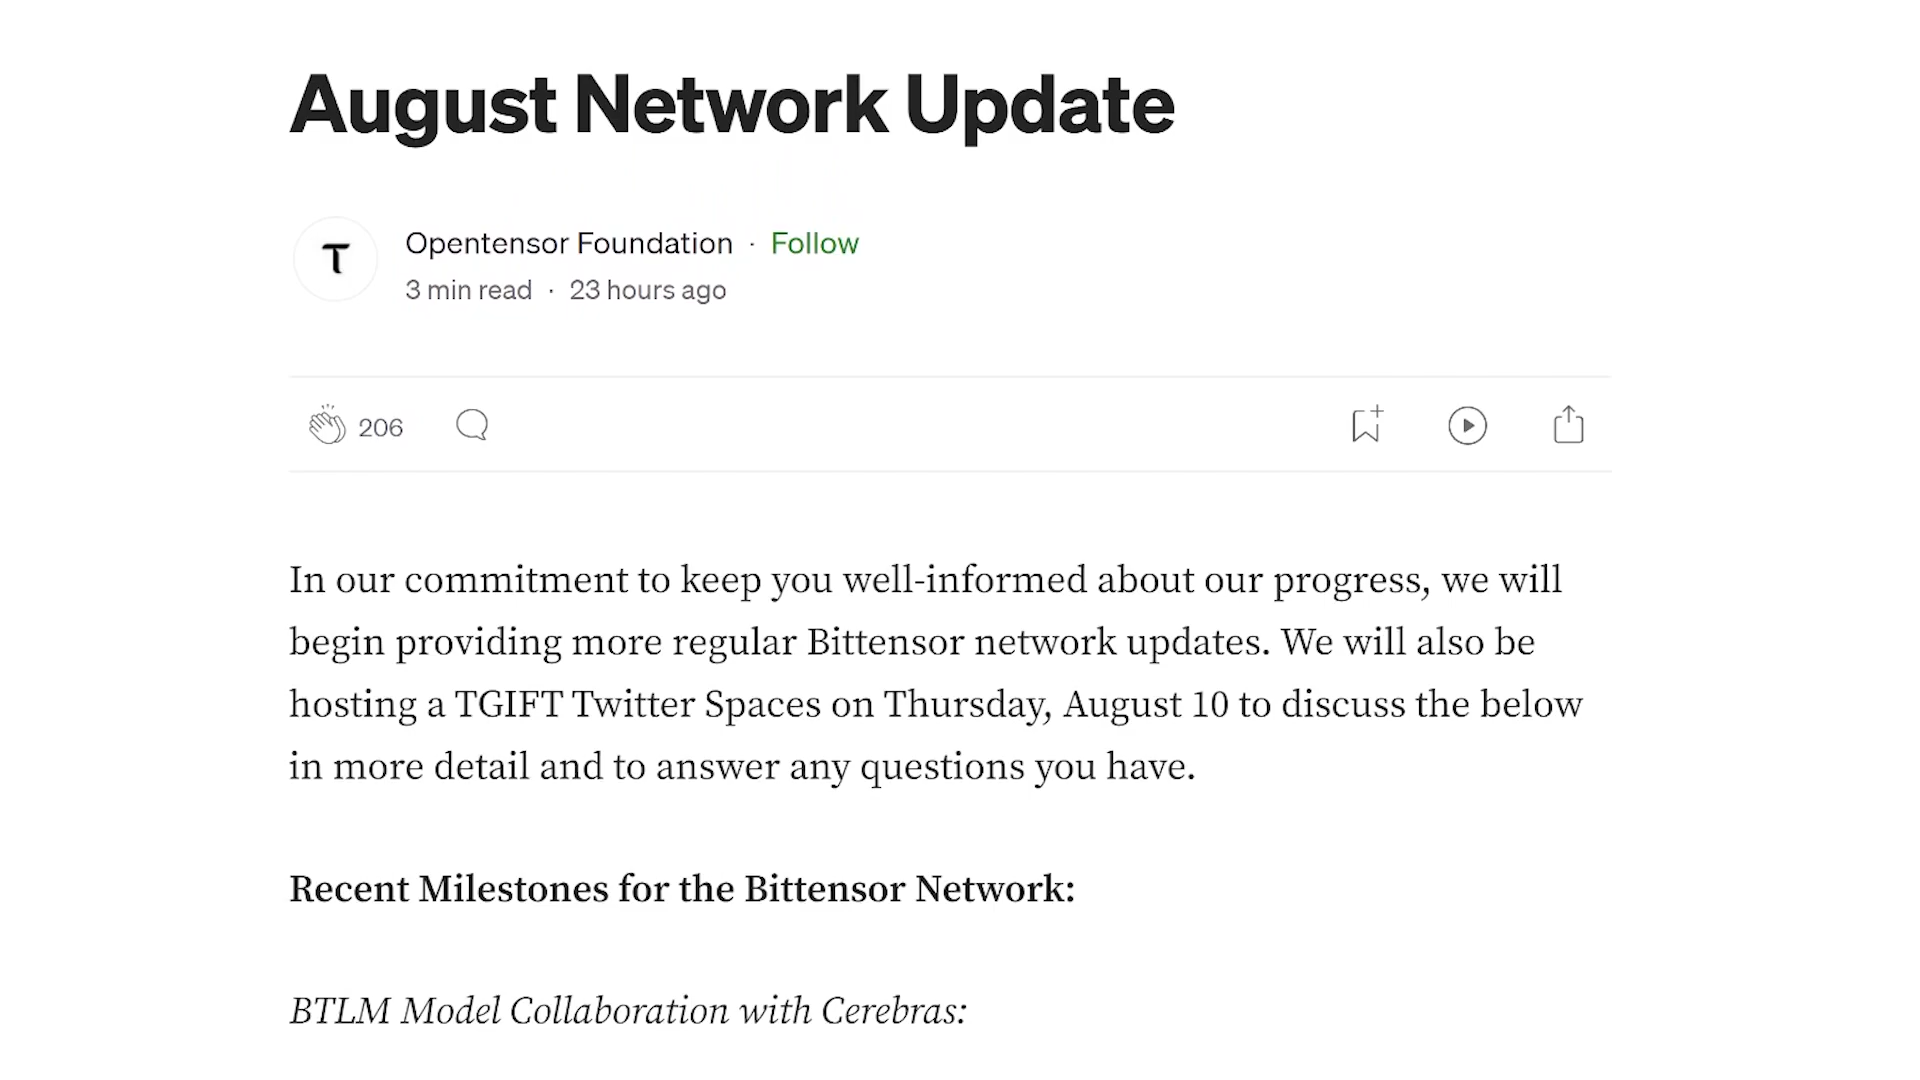 August Network Update
Opentensor Foundation · Follow
3 min read · 23 hours ago
206
In our commitment to keep you well-informed about our progress, we will
begin providing more regular Bittensor network updates. We will also be
hosting a TGIFT Twitter Spaces on Thursday, August 10 to discuss the below
in more detail and to answer any questions you have.
Recent Milestones for the Bittensor Network:
BTLM Model Collaboration with Cerebras: